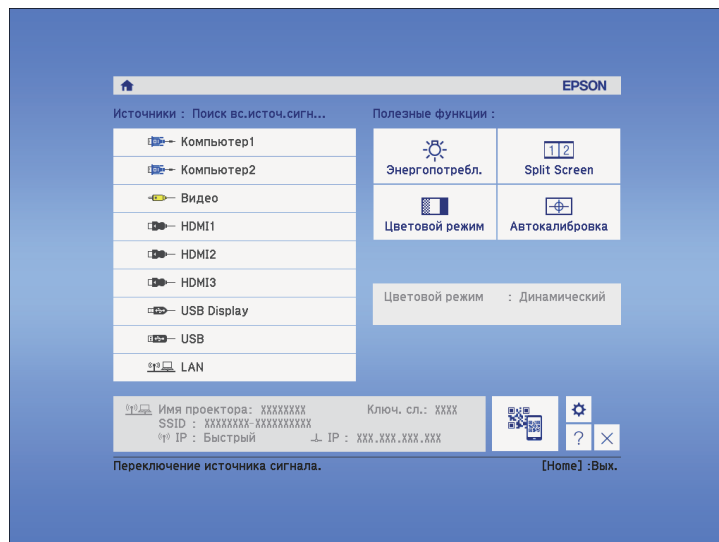 EPSON
Источники : Поиск вс.источ.сигн...
Компьютер1
Компьютер2
Видео
HDMI1
HDMI2
HDMI3
USB Display
USB
LAN
Полезные функции :
Энергопотребл.
1 2
Split Screen
Цветовой режим
Автокалибровка
Цветовой режим : Динамический
Имя проектора: XXXXXXXX Ключ. сл.: XXXX
SSID : XXXXXXXX-XXXXXXXXXX
IP : Быстрый IP : XXX.XXX.XXX.XXX
?
Переключение источника сигнала. [Home] :Вых.